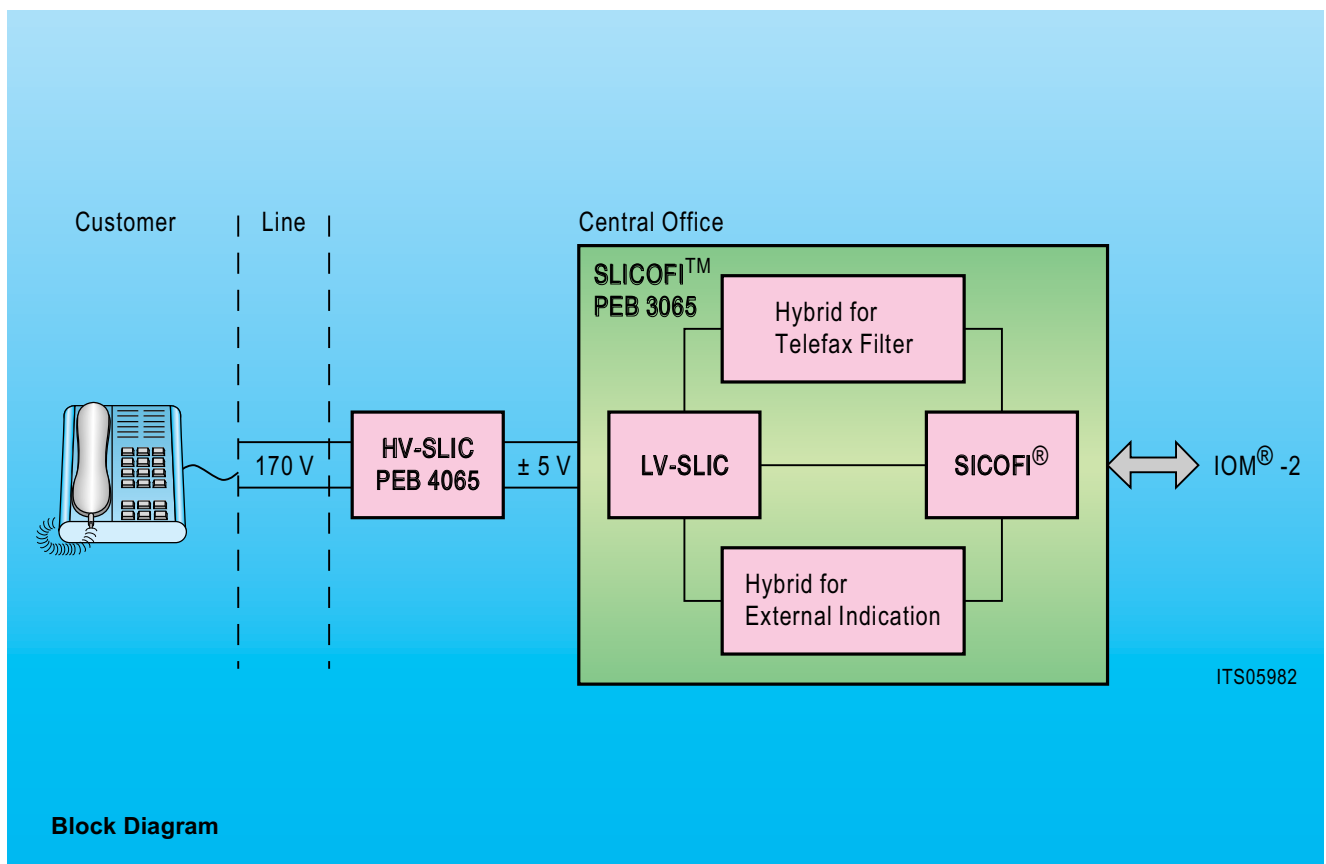 Customer
Line
Central Office
SLICOFI™
PEB 3065
Hybrid for
Telefax Filter
170 V
HV-SLIC
PEB 4065
± 5 V
LV-SLIC
SICOFI®
IOM® -2
Hybrid for
External Indication
ITS05982
Block Diagram